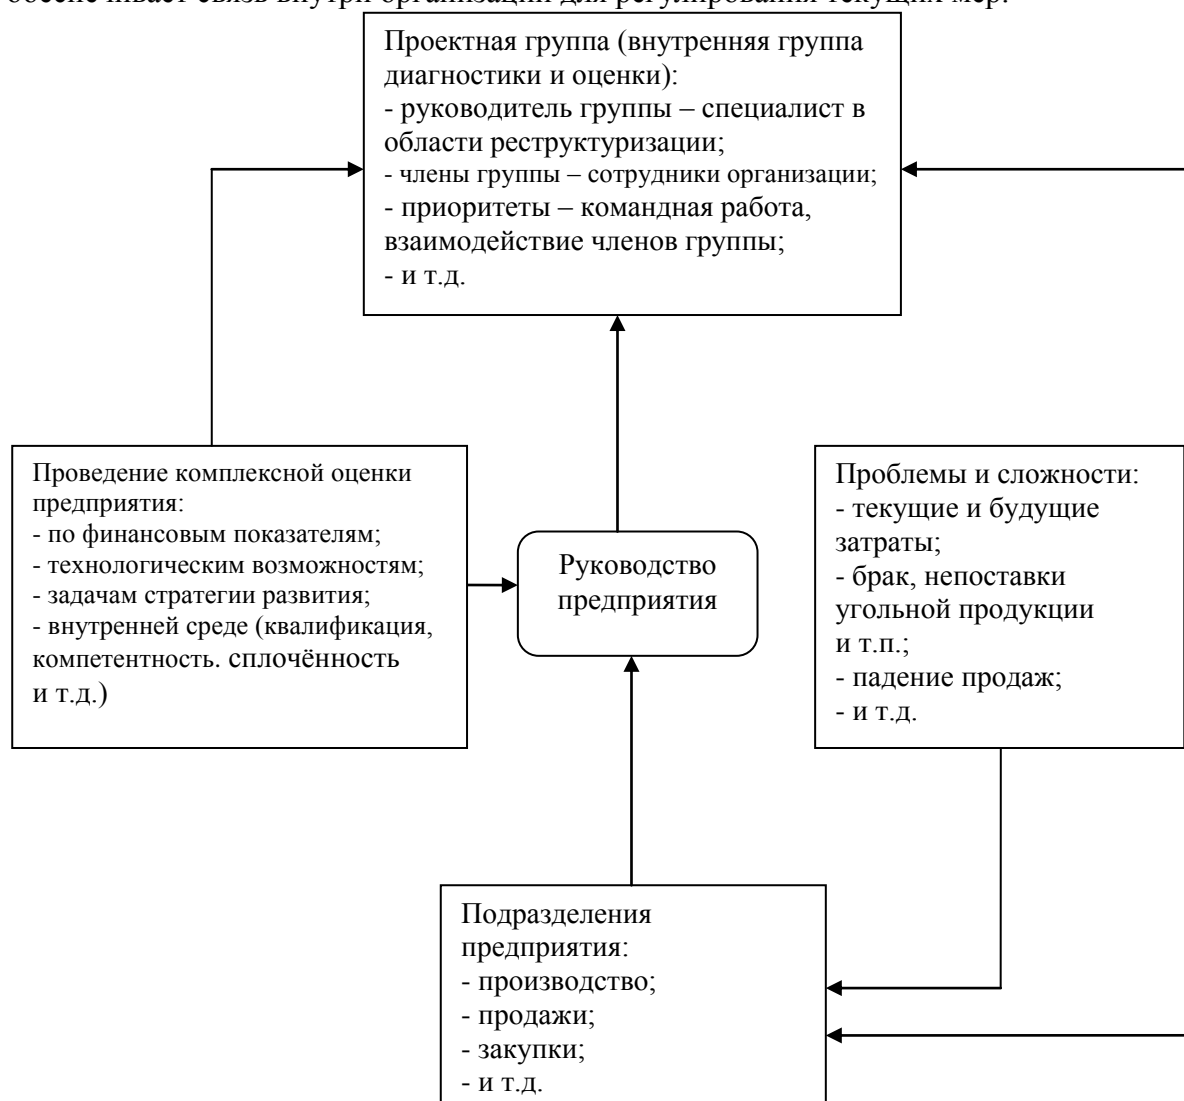 обеспечивает связь внутри организации для регулирования текущих мер.
Проектная группа (внутренняя группа
диагностики и оценки):
- руководитель группы – специалист в
области реструктуризации;
- члены группы – сотрудники организации;
- приоритеты – командная работа,
взаимодействие членов группы;
- и т.д.
Проведение комплексной оценки
предприятия:
- по финансовым показателям;
- технологическим возможностям;
- задачам стратегии развития;
- внутренней среде (квалификация,
компетентность. сплочённость
и т.д.)
Руководство
предприятия
Проблемы и сложности:
- текущие и будущие
затраты;
- брак, непоставки
угольной продукции
и т.п.;
- падение продаж;
- и т.д.
Подразделения
предприятия:
- производство;
- продажи;
- закупки;
- и т.д.